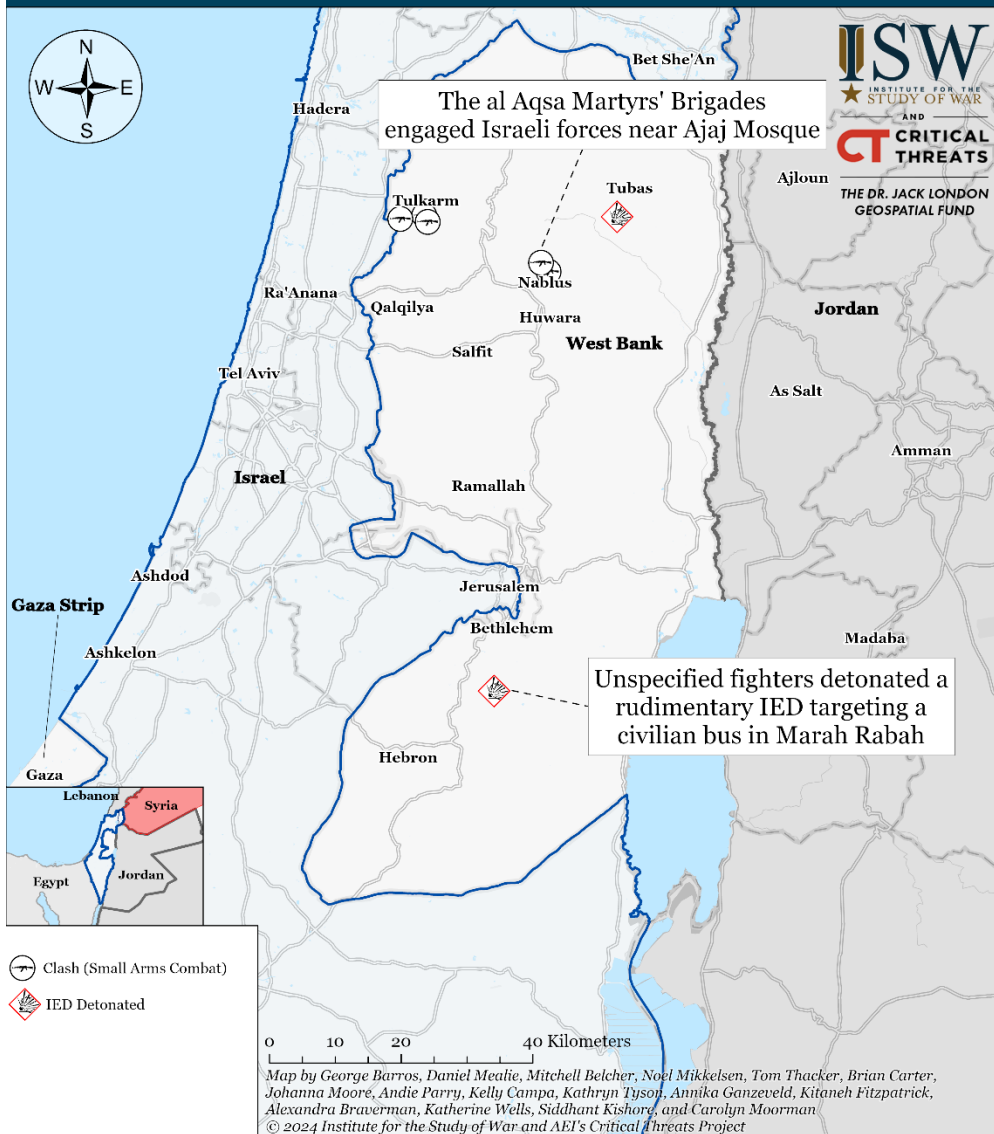 N
W E
S
ISW
INSTITUTE FOR THE
STUDY OF WAR
AND
CT CRITICAL
THREATS
THE DR. JACK LONDON
GEOSPATIAL FUND
Bet She'An
Hadera
The al Aqsa Martyrs' Brigades
engaged Israeli forces near Ajaj Mosque
Ajloun
Tubas
Tulkarm
Nablus
Ra'Anana
Qalqilya
Jordan
Huwara
West Bank
Salfit
Tel Aviv
As Salt
Amman
Israel
Ramallah
Ashdod
Jerusalem
Gaza Strip
Bethlehem
Madaba
Ashkelon
Unspecified fighters detonated a
rudimentary IED targeting a
civilian bus in Marah Rabah
Hebron
Gaza
Lebanon
Syria
Egypt
Jordan
Clash (Small Arms Combat)
IED Detonated
0 10 20 40 Kilometers
Map by George Barros, Daniel Mealie, Mitchell Belcher, Noel Mikkelsen, Tom Thacker, Brian Carter,
Johanna Moore, Andie Parry, Kelly Campa, Kathryn Tyson, Annika Ganzeveld, Kitaneh Fitzpatrick,
Alexandra Braverman, Katherine Wells, Siddhant Kishore, and Carolyn Moorman
© 2024 Institute for the Study of War and AEI's Critical Threats Project